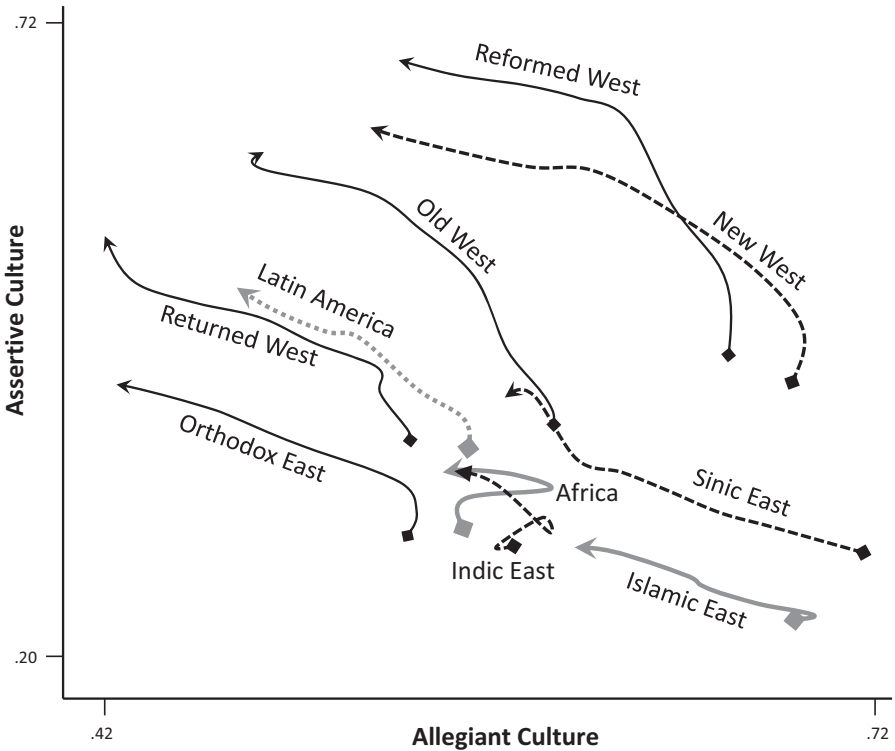 .72
Reformed West
New West
Old West
Latin America
Returned West
Orthodox East
Sinic East
Africa
Indic East
Islamic East
Assertive Culture
.20
.42
Allegiant Culture
.72